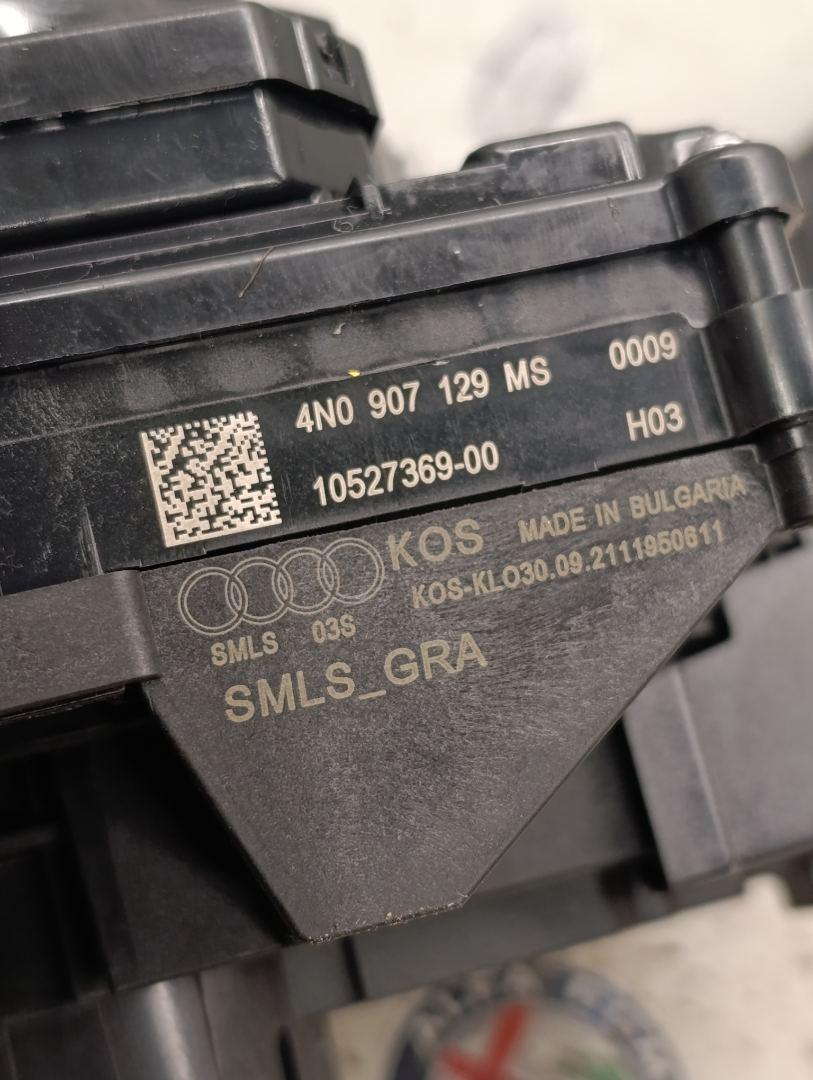 4N0 907 129 MS 0009
10527369-00 H03
KOS MADE IN BULGARIA
KOS-KLO30.09.2111950611
SMLS 03S
SMLS_GRA